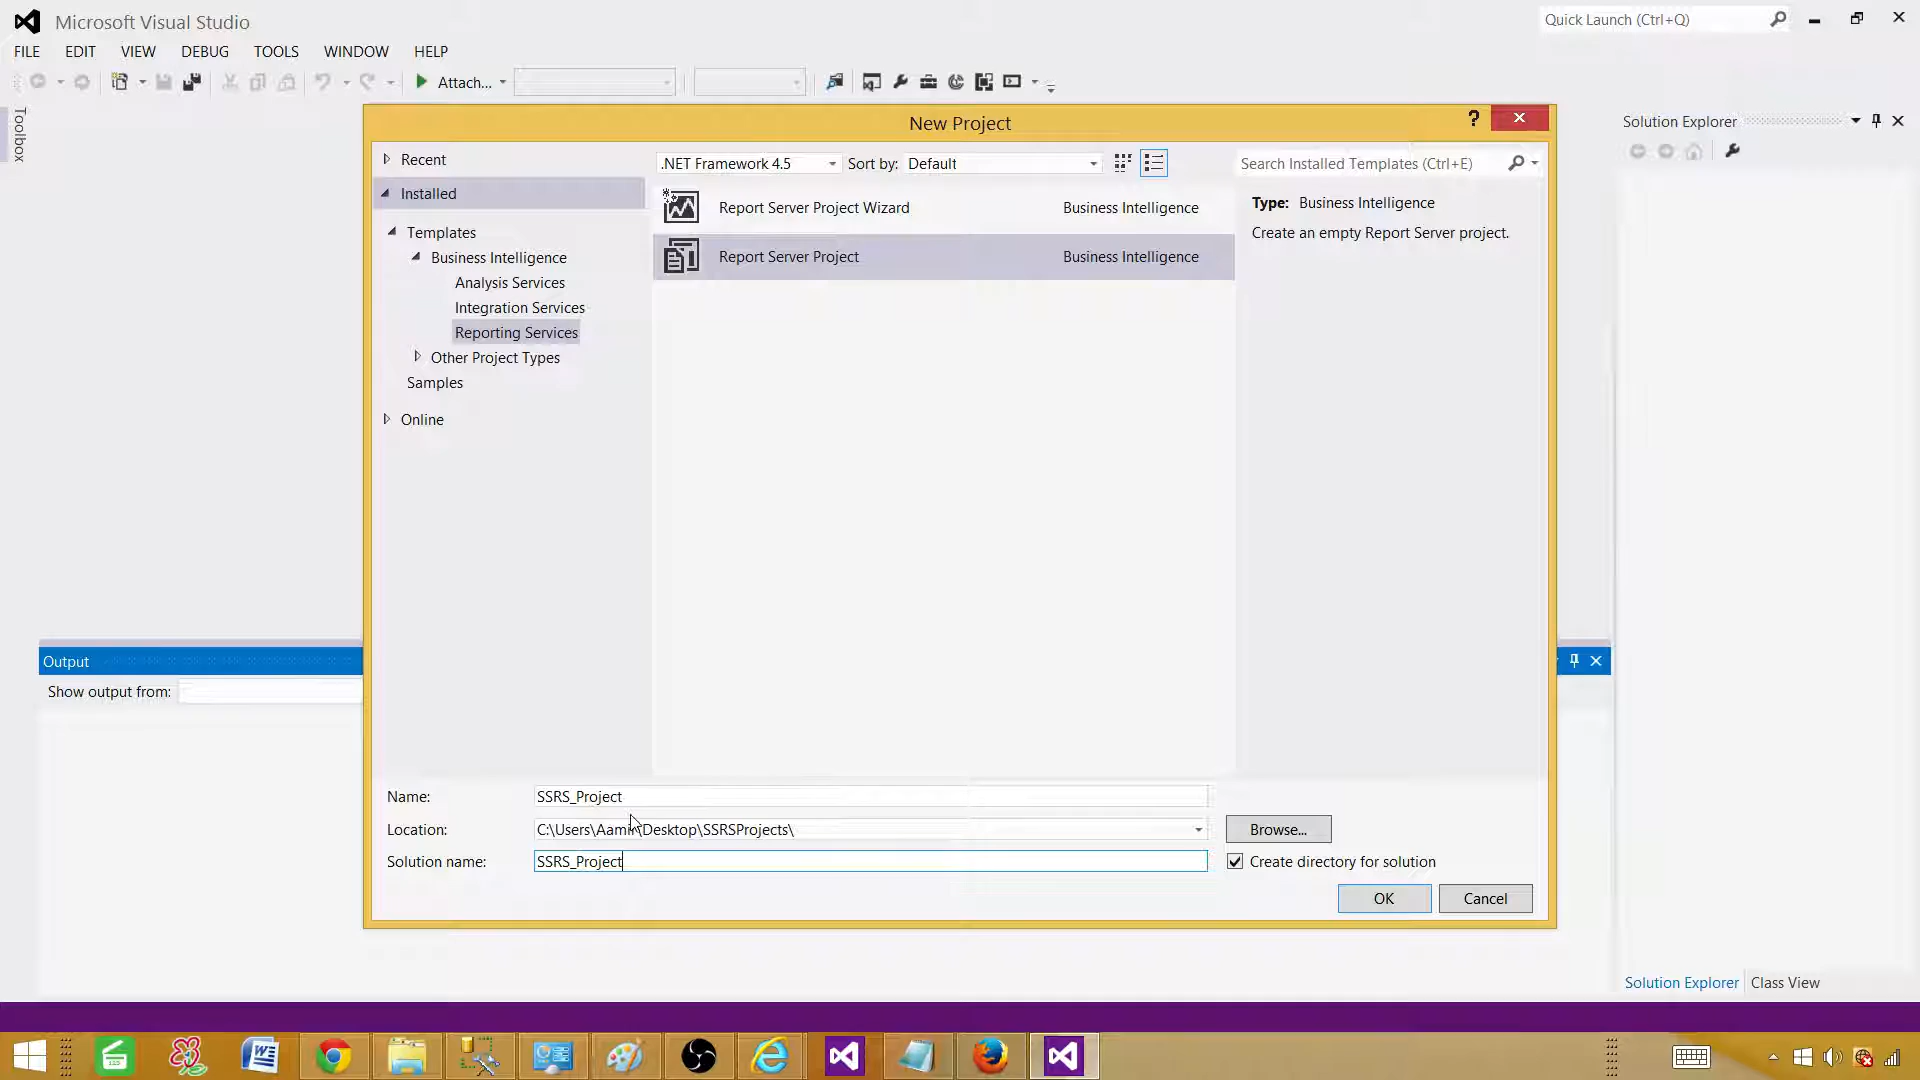 Microsoft Visual Studio
Quick Launch (Ctrl+Q)
FILE EDIT VIEW DEBUG TOOLS WINDOW HELP
Attach...
Toolbox
New Project
?
Solution Explorer
Recent
.NET Framework 4.5
Sort by: Default
Search Installed Templates (Ctrl+E)
Installed
Report Server Project Wizard Business Intelligence
Type: Business Intelligence
Templates
Create an empty Report Server project.
Business Intelligence
Report Server Project Business Intelligence
Analysis Services
Integration Services
Reporting Services
Other Project Types
Samples
Online
Output
Show output from:
Name: SSRS_Project
Location: C:\Users\Aamir\Desktop\SSRSProjects\
Browse...
Solution name: SSRS_Project
Create directory for solution
OK Cancel
Solution Explorer Class View